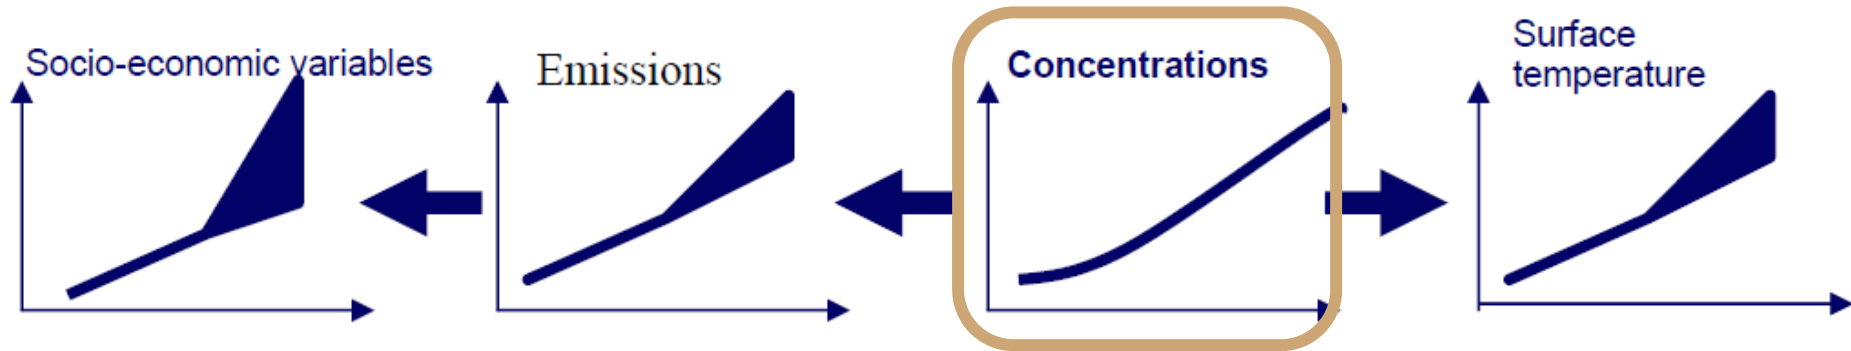 Socio-economic variables
Emissions
Concentrations
Surface
temperature